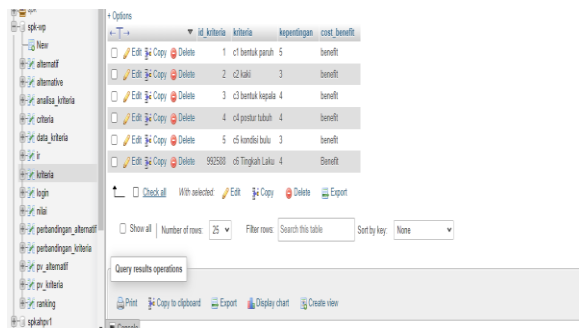 spk
spk-wp
New
alternatif
alternative
analisa_kriteria
criteria
data_kriteria
ir
kriteria
login
nilai
perbandingan_alternatif
perbandingan_kriteria
pv_alternatif
pv_kriteria
ranking
spkahpv1
+ Options
←T→ ▼ id_kriteria kriteria kepentingan cost_benefit
Edit Copy Delete 1 c1 bentuk paruh 5 benefit
Edit Copy Delete 2 c2 kaki 3 benefit
Edit Copy Delete 3 c3 bentuk kepala 4 benefit
Edit Copy Delete 4 c4 postur tubuh 4 benefit
Edit Copy Delete 5 c5 kondisi bulu 3 benefit
Edit Copy Delete 992588 c6 Tingkah Laku 4 Benefit
Check all With selected: Edit Copy Delete Export
Show all Number of rows: 25 Filter rows: Search this table Sort by key: None
Query results operations
Print Copy to clipboard Export Display chart Create view
Console